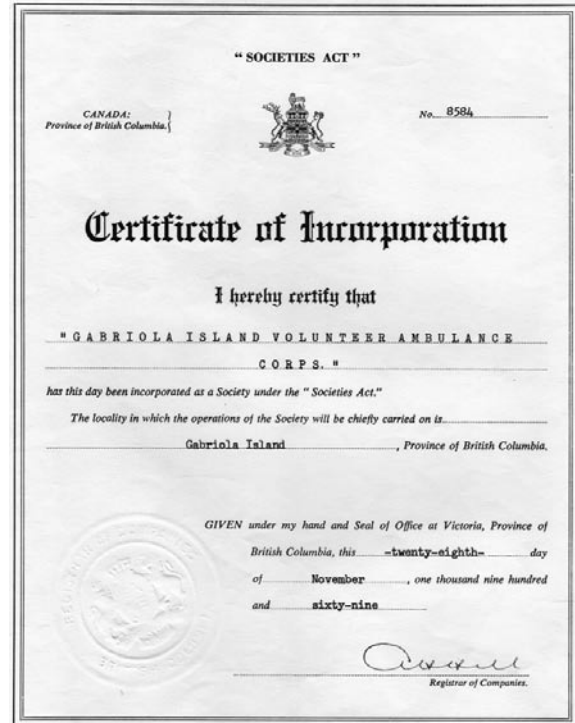 “ SOCIETIES ACT ”
CANADA:
Province of British Columbia.
No. 8584
Certificate of Incorporation
I hereby certify that
"GABRIOLA ISLAND VOLUNTEER AMBULANCE
CORPS."
has this day been incorporated as a Society under the “ Societies Act.”
The locality in which the operations of the Society will be chiefly carried on is
Gabriola Island , Province of British Columbia.
GIVEN under my hand and Seal of Office at Victoria, Province of
British Columbia, this -twenty-eighth- day
of November , one thousand nine hundred
and sixty-nine
Registrar of Companies.